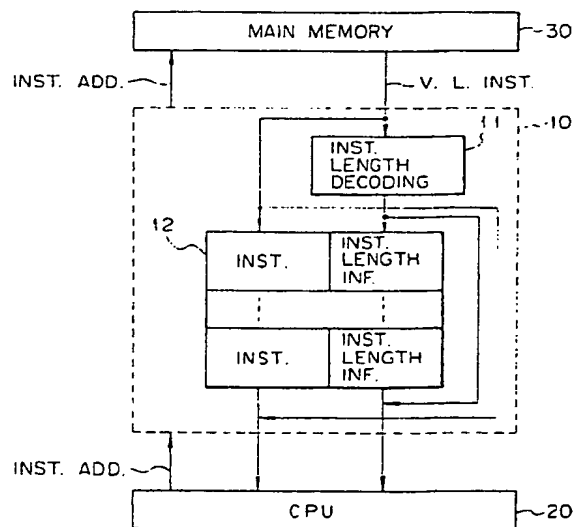 MAIN MEMORY
30
INST. ADD.
V. L. INST.
11
10
INST.
LENGTH
DECODING
12
INST.
INST.
LENGTH
INF.
INST.
INST.
LENGTH
INF.
INST. ADD.
CPU
20